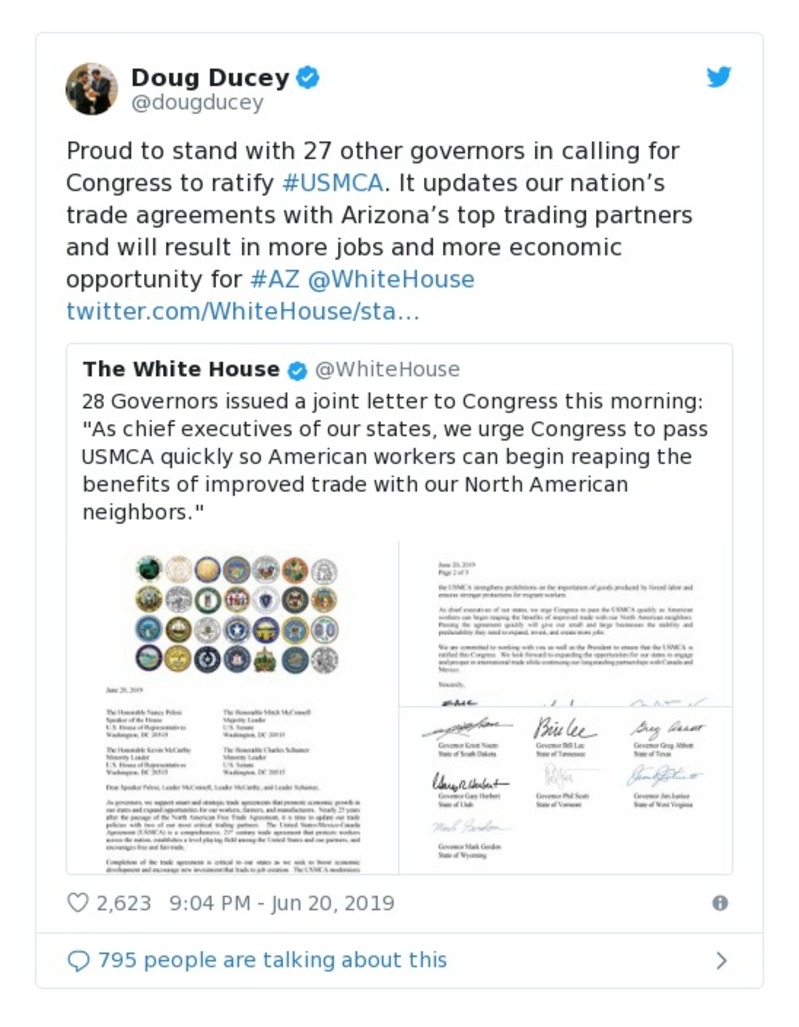 Doug Ducey
@dougducey
Proud to stand with 27 other governors in calling for
Congress to ratify #USMCA. It updates our nation’s
trade agreements with Arizona’s top trading partners
and will result in more jobs and more economic
opportunity for #AZ @WhiteHouse
twitter.com/WhiteHouse/sta…
The White House @WhiteHouse
28 Governors issued a joint letter to Congress this morning:
"As chief executives of our states, we urge Congress to pass
USMCA quickly so American workers can begin reaping the
benefits of improved trade with our North American
neighbors."
June 20, 2019
The Honorable Nancy Pelosi
Speaker of the House
U.S. House of Representatives
Washington, DC 20515
The Honorable Mitch McConnell
Majority Leader
U.S. Senate
Washington, DC 20515
The Honorable Kevin McCarthy
Minority Leader
U.S. House of Representatives
Washington, DC 20515
The Honorable Charles Schumer
Minority Leader
U.S. Senate
Washington, DC 20515
Dear Speaker Pelosi, Leader McConnell, Leader McCarthy, and Leader Schumer,
As governors, we support smart and strategic trade agreements that promote economic growth in
our states and expand opportunities for our workers, farmers, and manufacturers. Nearly 25 years
after the passage of the North American Free Trade Agreement, it is time to update our trade
policies with two of our most critical trading partners. The United States-Mexico-Canada
Agreement (USMCA) is a comprehensive, 21st century trade agreement that protects workers
across the nation, establishes a level playing field among the United States and our partners, and
encourages free and fair trade.
Completion of the trade agreement is critical to our states as we seek to boost economic
development and encourage new investment that leads to job creation. The USMCA modernizes
June 20, 2019
Page 2 of 3
the USMCA strengthens prohibitions on the importation of goods produced by forced labor and
ensures stronger protections for migrant workers.
As chief executives of our states, we urge Congress to pass the USMCA quickly so American
workers can begin reaping the benefits of improved trade with our North American neighbors.
Passing the agreement quickly will give our small and large businesses the stability and
predictability they need to expand, invest, and create more jobs.
We are committed to working with you as well as the President to ensure that the USMCA is
ratified this Congress. We look forward to expanding the opportunities for our states to engage
and prosper in international trade while continuing our longstanding partnerships with Canada and
Mexico.
Sincerely,
Governor Kristi Noem
State of South Dakota
Bill Lee
Governor Bill Lee
State of Tennessee
Greg Abbott
Governor Greg Abbott
State of Texas
Gary R. Herbert
Governor Gary Herbert
State of Utah
Governor Phil Scott
State of Vermont
Governor Jim Justice
State of West Virginia
Mark Gordon
Governor Mark Gordon
State of Wyoming
2,623 9:04 PM - Jun 20, 2019
795 people are talking about this